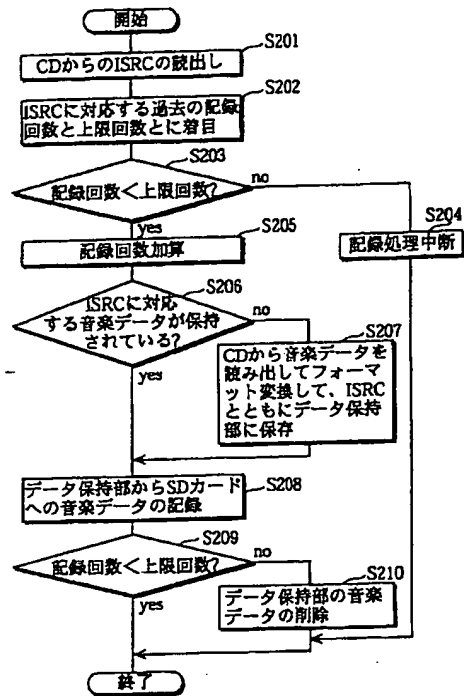 開始
S201
CDからのISRCの読出し
S202
ISRCに対応する過去の記録
回数と上限回数とに着目
S203
記録回数<上限回数?
no
S204
記録処理中断
yes
S205
記録回数加算
S206
ISRCに対応
する音楽データが保持
されている?
no
S207
CDから音楽データを
読み出してフォーマ
ット変換して、ISRC
とともにデータ保持
部に保存
yes
データ保持部からSDカード
への音楽データの記録
S208
S209
記録回数<上限回数?
no
S210
データ保持部の音楽
データの削除
yes
終了